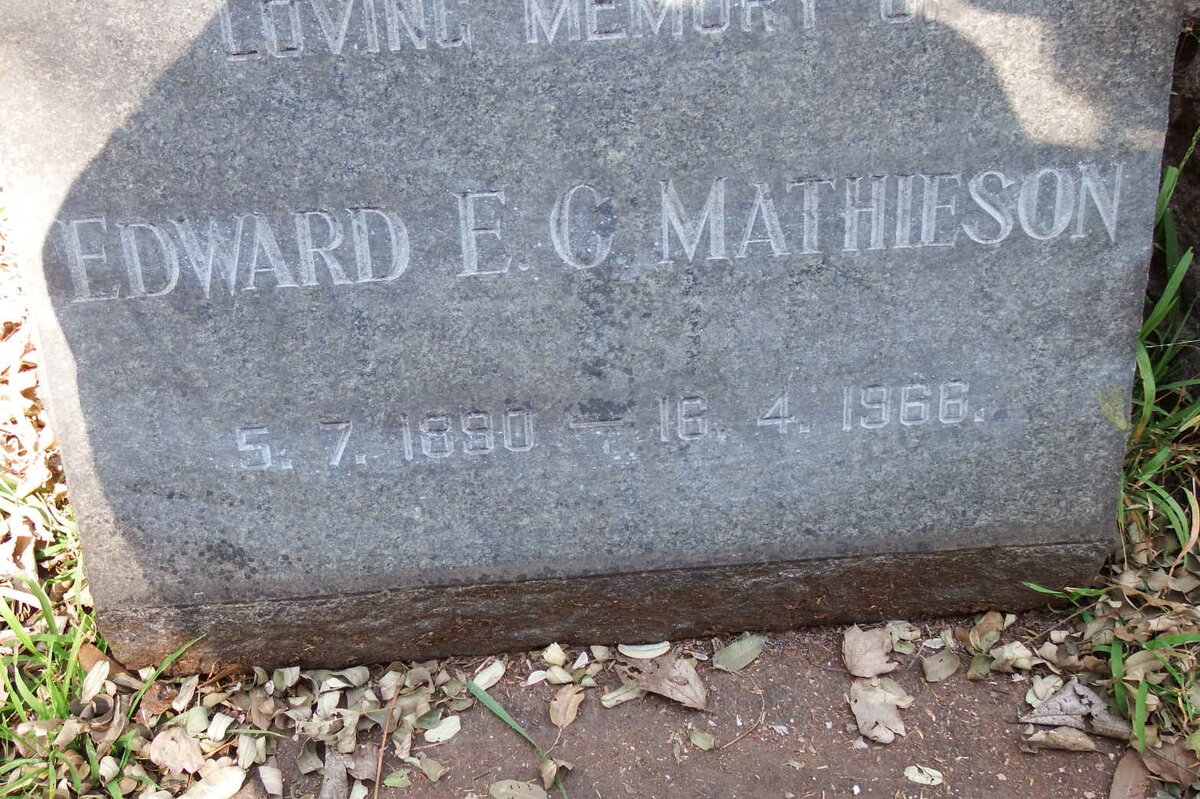 LOVING MEMORY
EDWARD E. G MATHIESON
5. 7. 1890 — 16. 4. 1966.